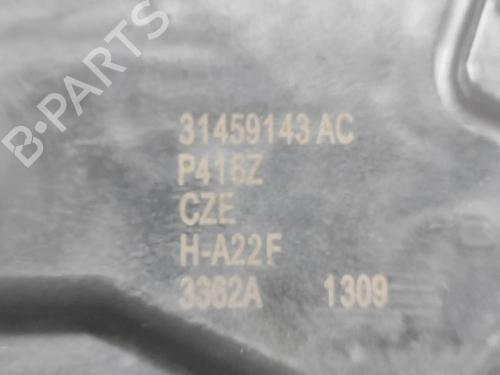 B-PARTS
31459143 AC
P416Z
CZE
H-A22F
3362A 1309